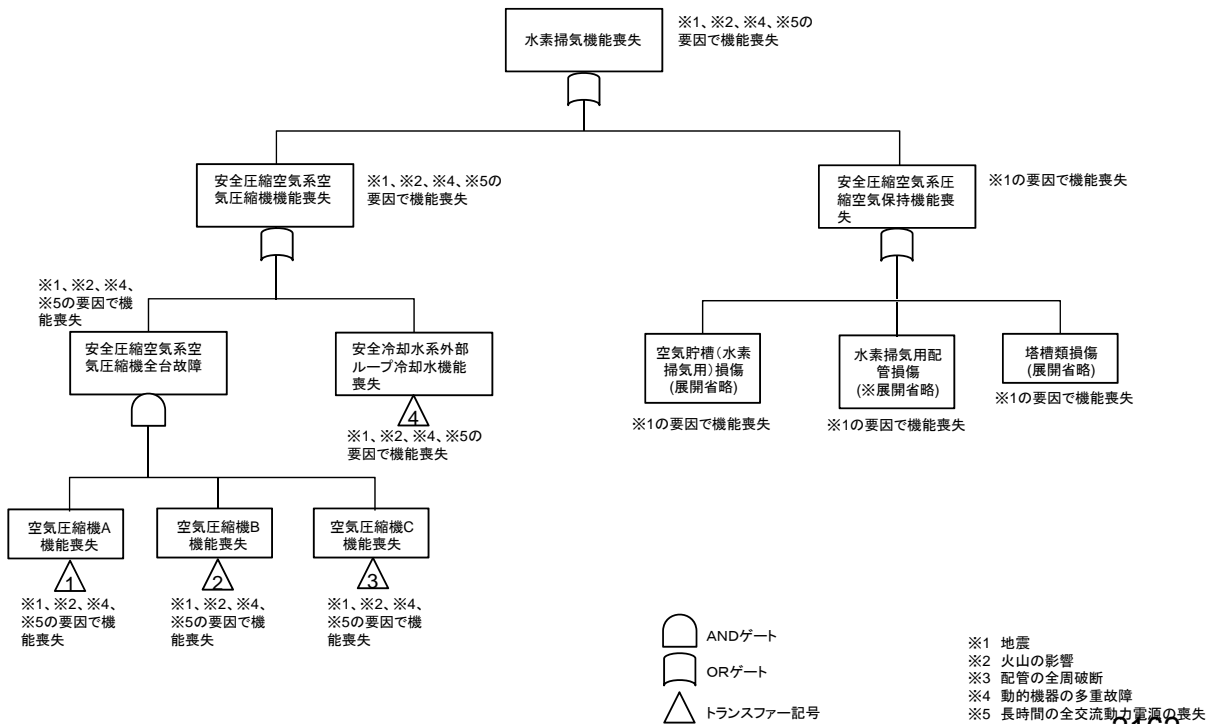 水素掃気機能喪失
※1、※2、※4、※5の
要因で機能喪失
安全圧縮空気系空
気圧縮機機能喪失
※1、※2、※4、※5の
要因で機能喪失
安全圧縮空気系圧
縮空気保持機能喪
失
※1の要因で機能喪失
※1、※2、※4、
※5の要因で機
能喪失
安全圧縮空気系空
気圧縮機全台故障
安全冷却水系外部
ループ冷却水機能
喪失
4
※1、※2、※4、※5の
要因で機能喪失
空気貯槽(水素
掃気用)損傷
(展開省略)
※1の要因で機能喪失
水素掃気用配
管損傷
(※展開省略)
※1の要因で機能喪失
塔槽類損傷
(展開省略)
※1の要因で機能喪失
空気圧縮機A
機能喪失
1
※1、※2、※4、
※5の要因で機
能喪失
空気圧縮機B
機能喪失
2
※1、※2、※4、
※5の要因で機
能喪失
空気圧縮機C
機能喪失
3
※1、※2、※4、
※5の要因で機
能喪失
ANDゲート
ORゲート
トランスファー記号
※1 地震
※2 火山の影響
※3 配管の全周破断
※4 動的機器の多重故障
※5 長時間の全交流動力電源の喪失